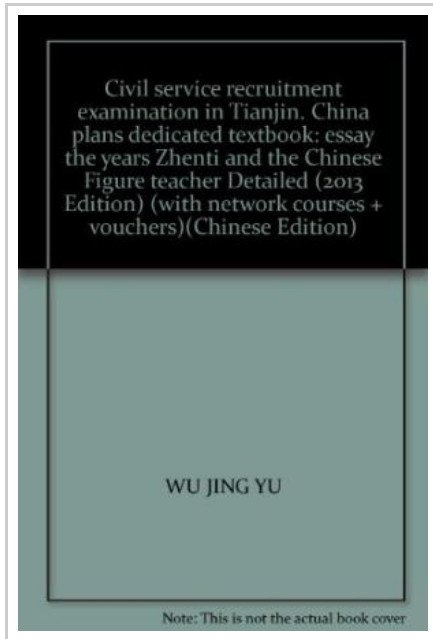 Civil service recruitment
examination in Tianjin. China
plans dedicated textbook: essay
the years Zhenti and the Chinese
Figure teacher Detailed (2013
Edition) (with network courses +
vouchers)(Chinese Edition)
WU JING YU
Note: This is not the actual book cover